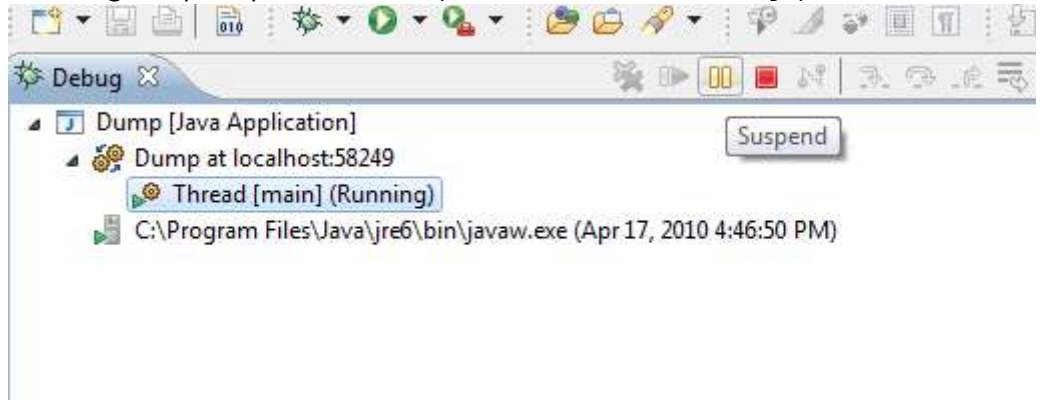 010
Debug
Dump [Java Application]
Suspend
Dump at localhost:58249
Thread [main] (Running)
C:\Program Files\Java\jre6\bin\javaw.exe (Apr 17, 2010 4:46:50 PM)